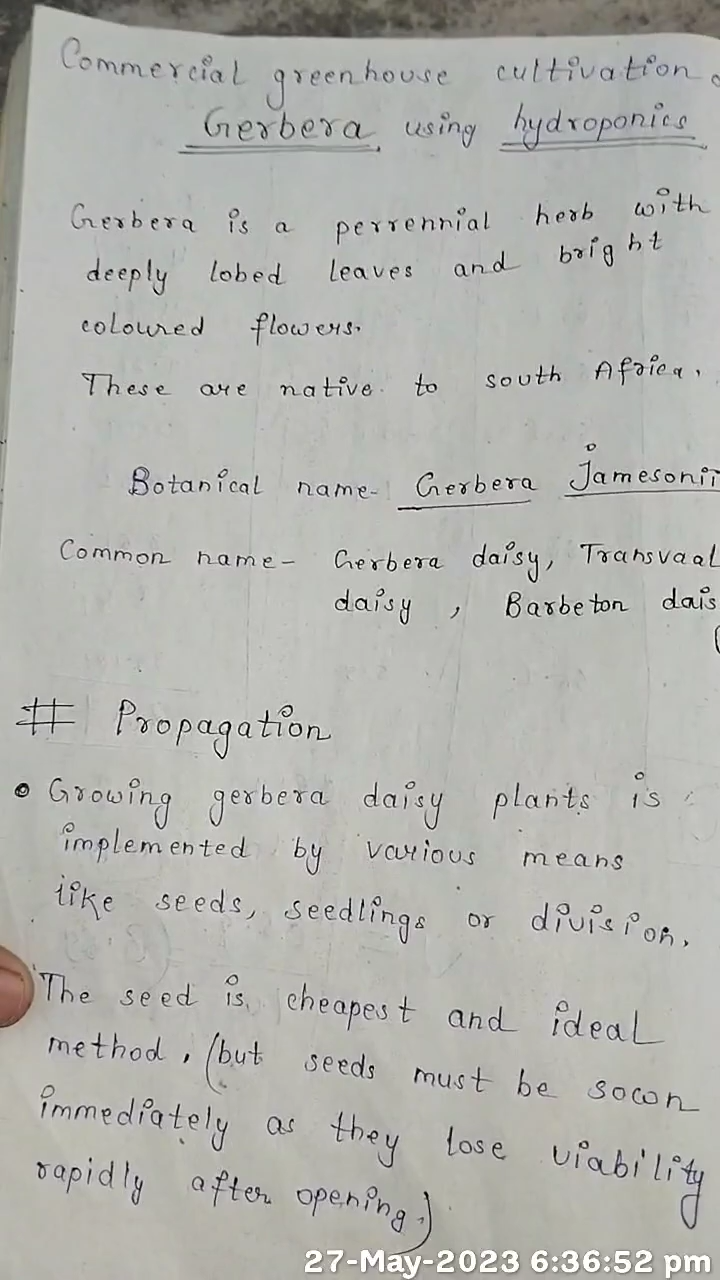 Commercial greenhouse cultivation o
Gerbera using hydroponics
Gerbera is a perrennial herb with
deeply lobed leaves and bright
coloured flowers.
These are native to south Africa.
Botanical name- Gerbera Jamesonii
Common name- Gerbera daisy, Transvaal
daisy, Barbeton dais
# Propagation
• Growing gerbera daisy plants is
implemented by various means
like seeds, seedlings or division.
The seed is cheapest and ideal
method. (but seeds must be sown
immediately as they lose viability
rapidly after opening.)
27-May-2023 6:36:52 pm